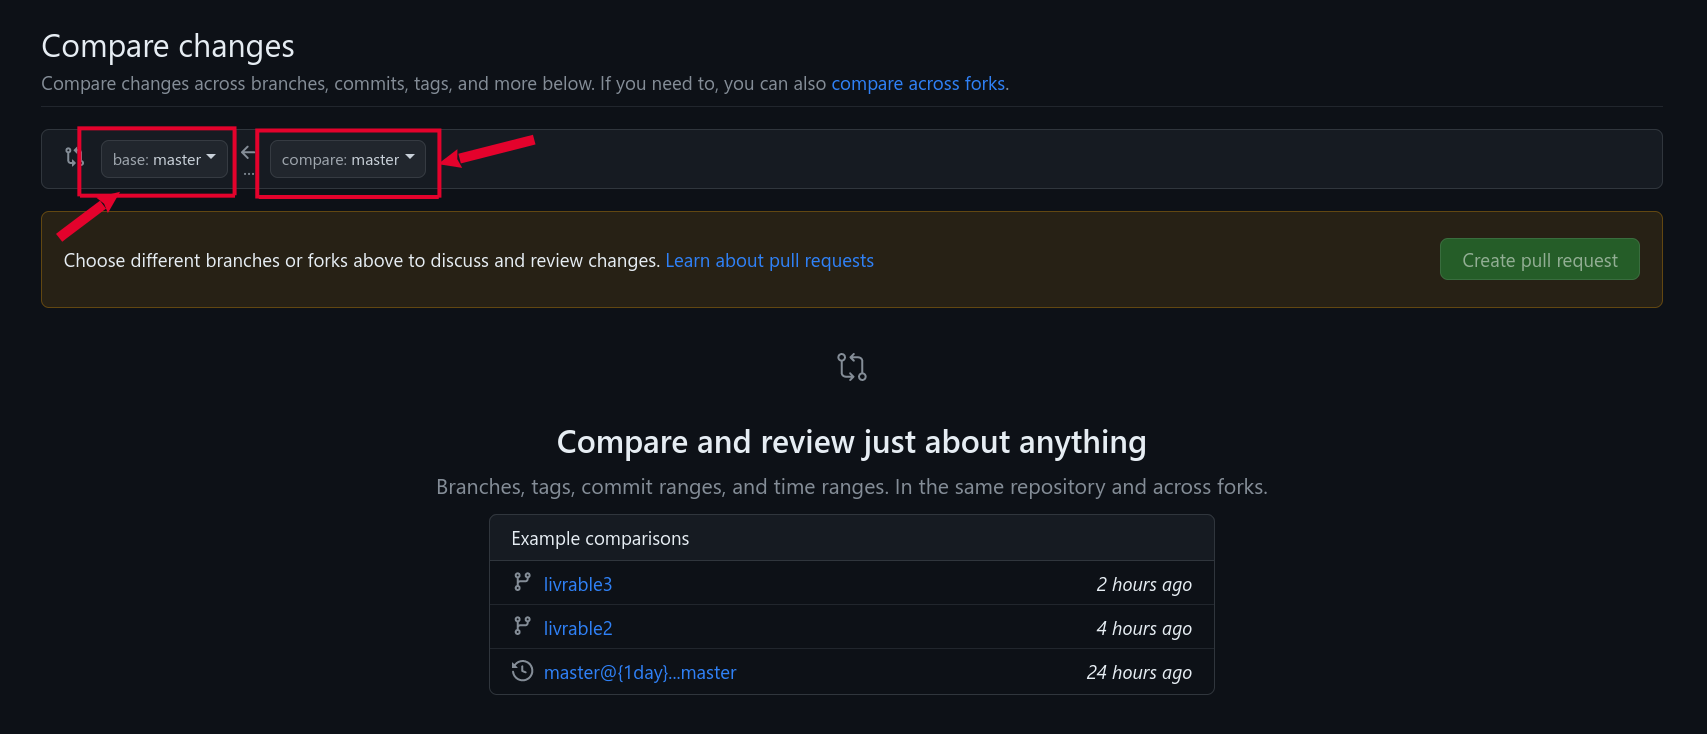 Compare changes
Compare changes across branches, commits, tags, and more below. If you need to, you can also compare across forks.
base: master ... compare: master
Choose different branches or forks above to discuss and review changes. Learn about pull requests Create pull request
Compare and review just about anything
Branches, tags, commit ranges, and time ranges. In the same repository and across forks.
Example comparisons
livrable3 2 hours ago
livrable2 4 hours ago
master@{1day}...master 24 hours ago